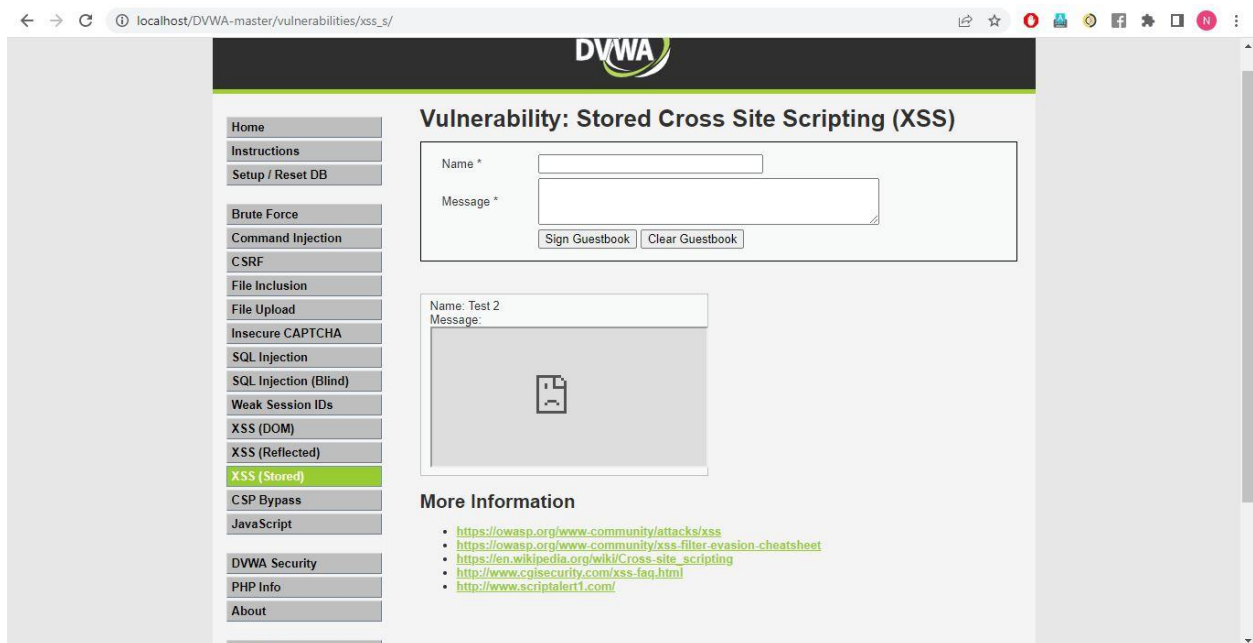 localhost/DVWA-master/vulnerabilities/xss_s/
N
DVWA
Home
Instructions
Setup / Reset DB
Brute Force
Command Injection
CSRF
File Inclusion
File Upload
Insecure CAPTCHA
SQL Injection
SQL Injection (Blind)
Weak Session IDs
XSS (DOM)
XSS (Reflected)
XSS (Stored)
CSP Bypass
JavaScript
DVWA Security
PHP Info
About
Vulnerability: Stored Cross Site Scripting (XSS)
Name *
Message *
Sign Guestbook Clear Guestbook
Name: Test 2
Message:
More Information
https://owasp.org/www-community/attacks/xss
https://owasp.org/www-community/xss-filter-evasion-cheatsheet
https://en.wikipedia.org/wiki/Cross-site_scripting
http://www.cgisecurity.com/xss-faq.html
http://www.scriptalert1.com/